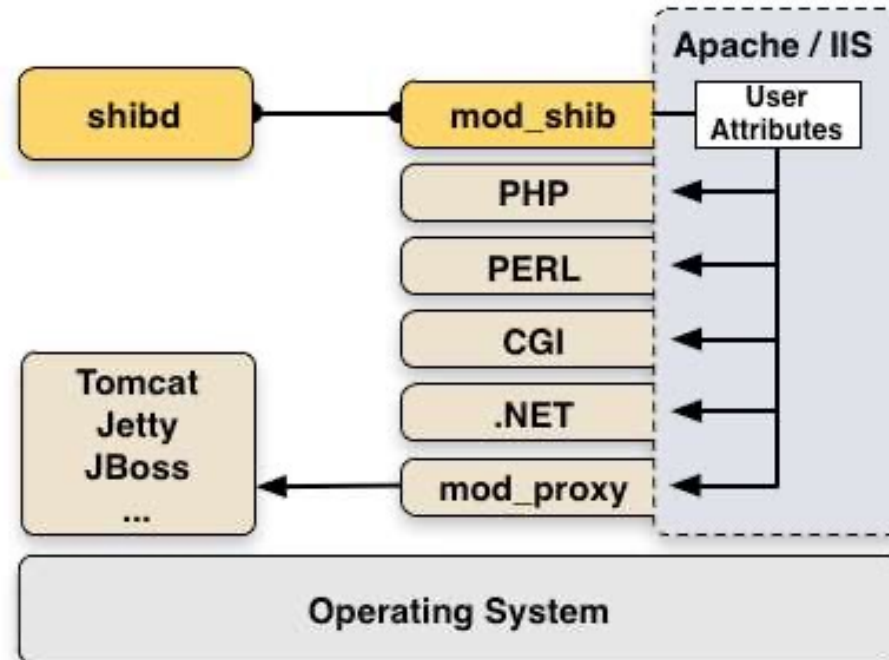 Apache / IIS
shibd
mod_shib
User
Attributes
PHP
PERL
CGI
.NET
mod_proxy
Tomcat
Jetty
JBoss
...
Operating System